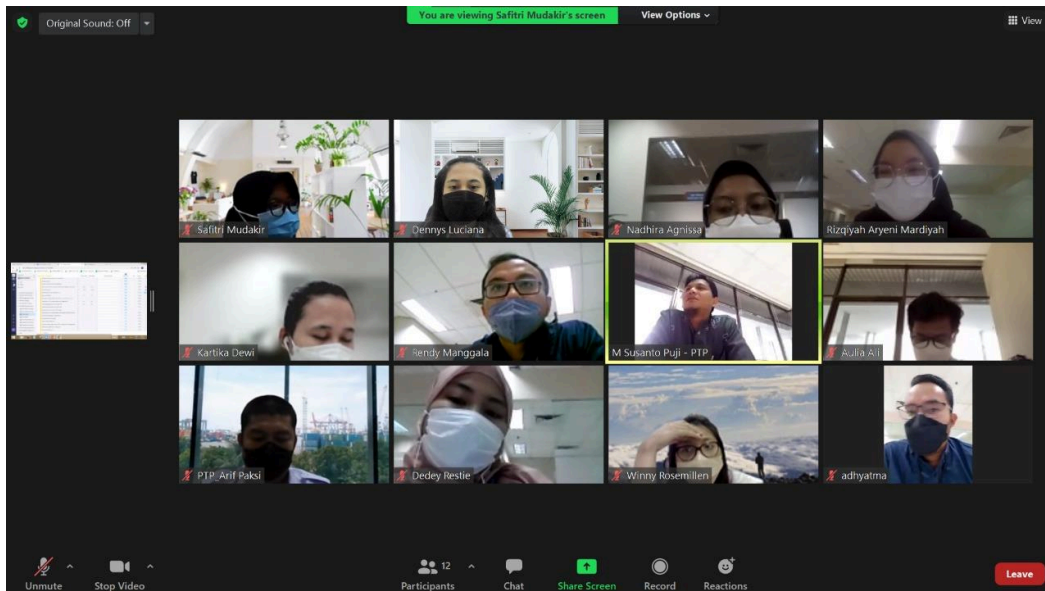 Original Sound: Off
You are viewing Safitri Mudakir's screen
View Options
View
Safitri Mudakir
Dennys Luciana
Nadhira Agnissa
Rizqiyah Aryeni Mardiyah
Kartika Dewi
Rendy Manggala
M Susanto Puji - PTP
Aulia Ali
PTP_Arif Paksi
Dedey Restie
Winny Rosemillen
adhyatma
Unmute
Stop Video
12
Participants
Chat
Share Screen
Record
Reactions
Leave